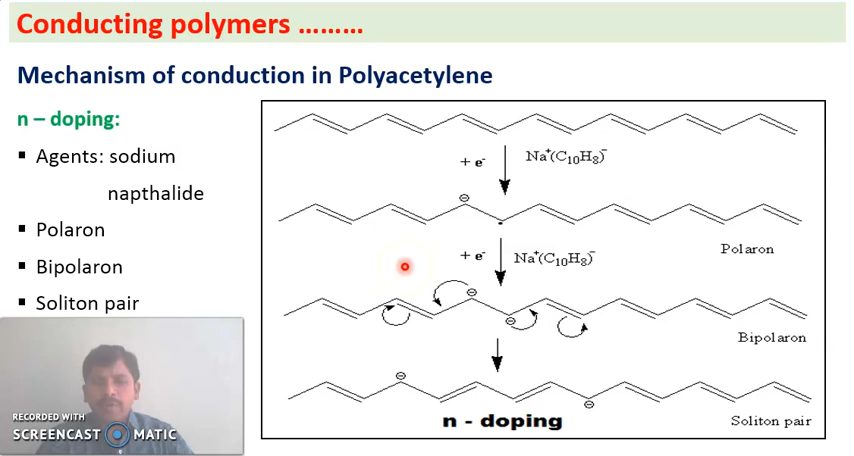 Conducting polymers ………
Mechanism of conduction in Polyacetylene
n – doping:
▪ Agents: sodium
napthalide
▪ Polaron
▪ Bipolaron
▪ Soliton pair
+ e⁻ Na⁺(C₁₀H₈)⁻
⊖
Polaron
+ e⁻ Na⁺(C₁₀H₈)⁻
⊖
⊖
Bipolaron
⊖
⊖
n - doping
Soliton pair
RECORDED WITH
SCREENCAST MATIC